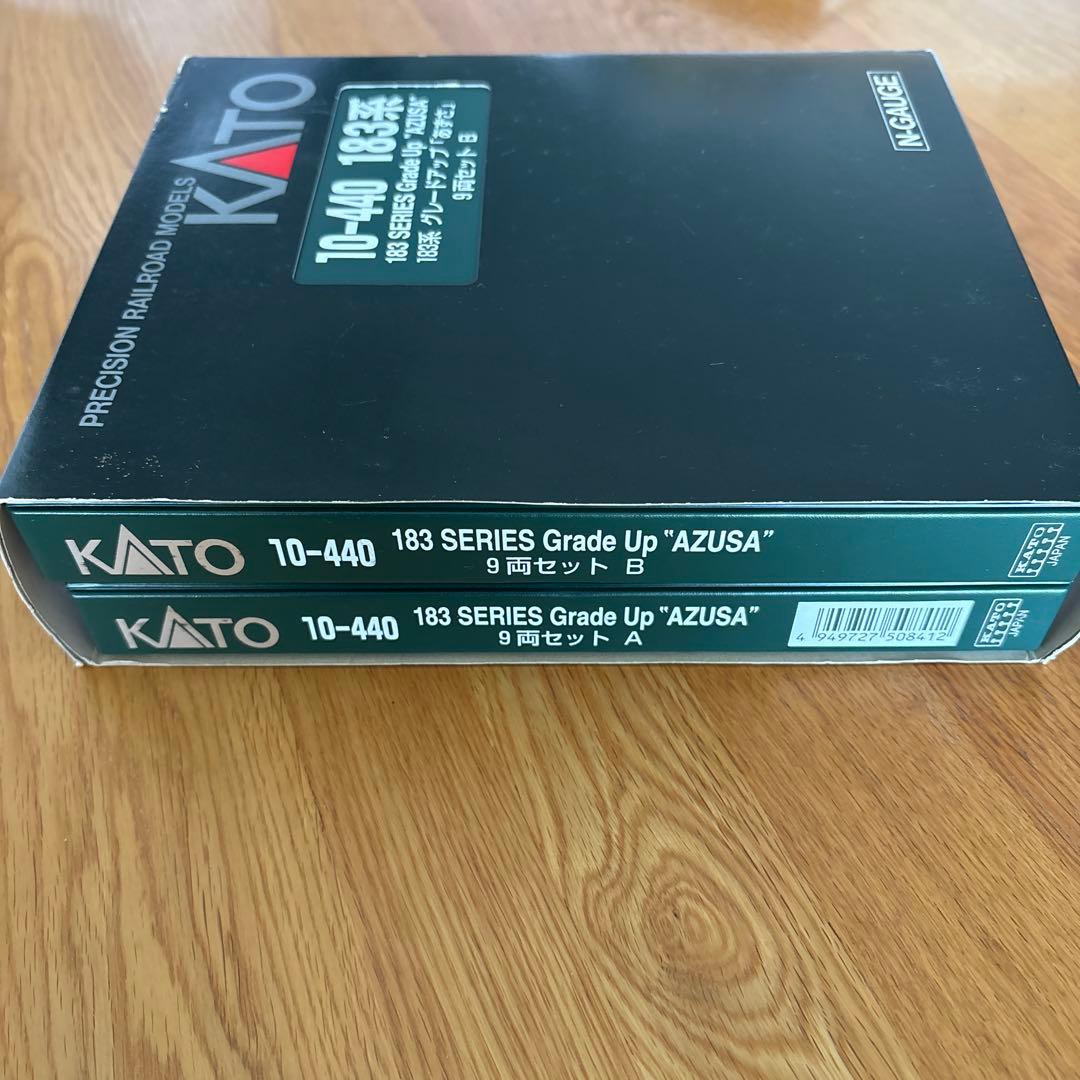 PRECISION RAILROAD MODELS
KATO
10-440 183系
183 SERIES Grade Up "AZUSA"
183系 グレードアップ「あずさ」
9両セット B
N-GAUGE
KATO 10-440 183 SERIES Grade Up "AZUSA"
9両セット B
KATO
JAPAN
KATO 10-440 183 SERIES Grade Up "AZUSA"
9両セット A
4 949727 508412
KATO
JAPAN